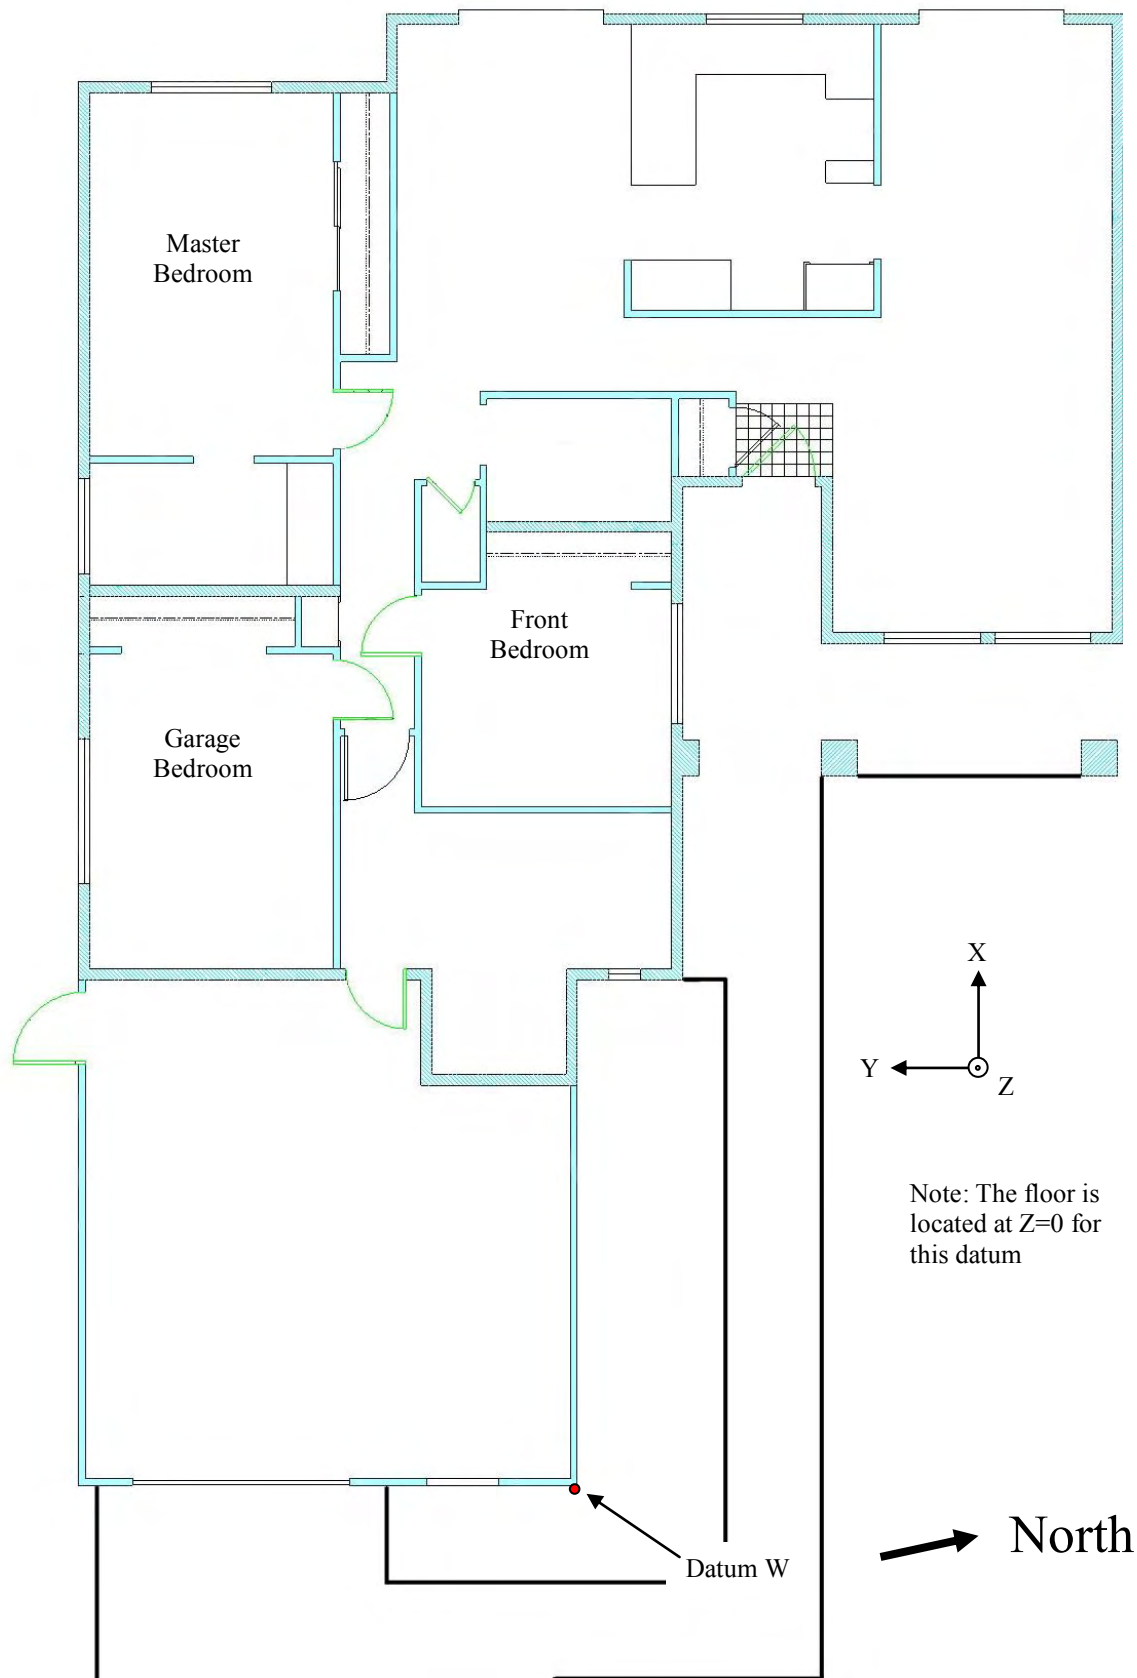 Master
Bedroom
Front
Bedroom
Garage
Bedroom
X
Y
Z
Note: The floor is
located at Z=0 for
this datum
North
Datum W